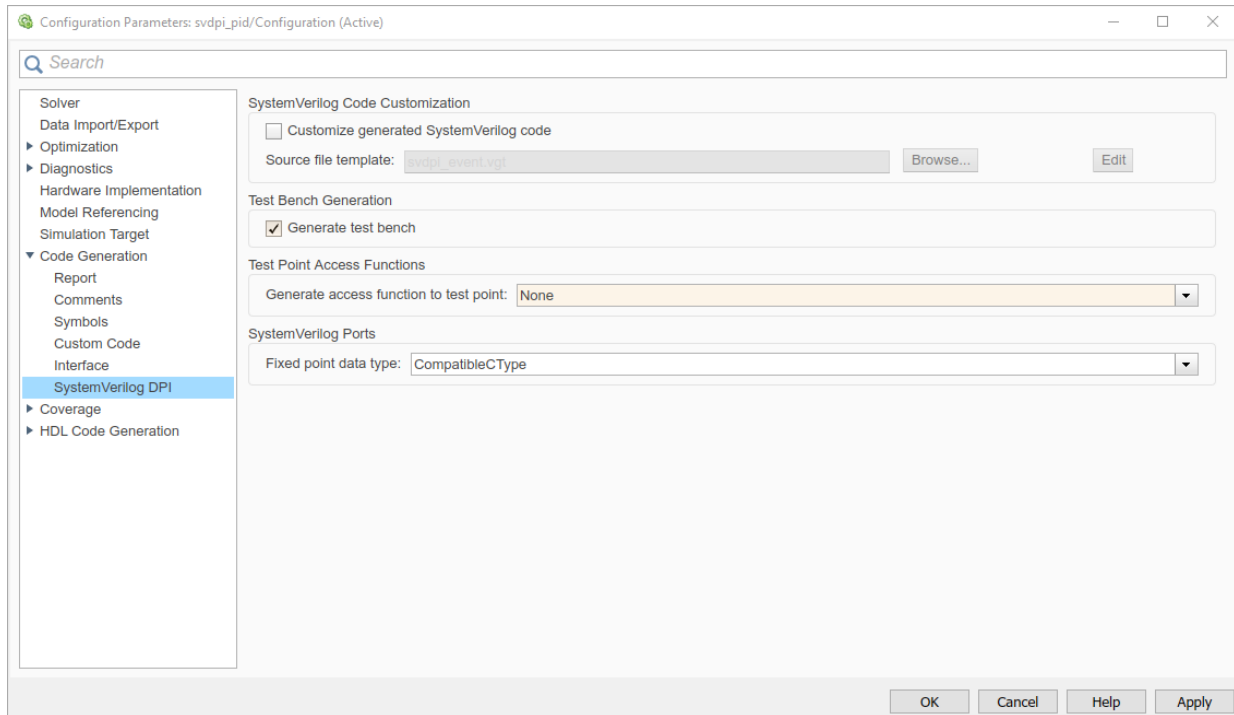 Configuration Parameters: svdpi_pid/Configuration (Active)
Search
Solver
Data Import/Export
Optimization
Diagnostics
Hardware Implementation
Model Referencing
Simulation Target
Code Generation
Report
Comments
Symbols
Custom Code
Interface
SystemVerilog DPI
Coverage
HDL Code Generation
SystemVerilog Code Customization
Customize generated SystemVerilog code
Source file template: svdpi_event.vgt Browse... Edit
Test Bench Generation
Generate test bench
Test Point Access Functions
Generate access function to test point: None
SystemVerilog Ports
Fixed point data type: CompatibleCType
OK Cancel Help Apply